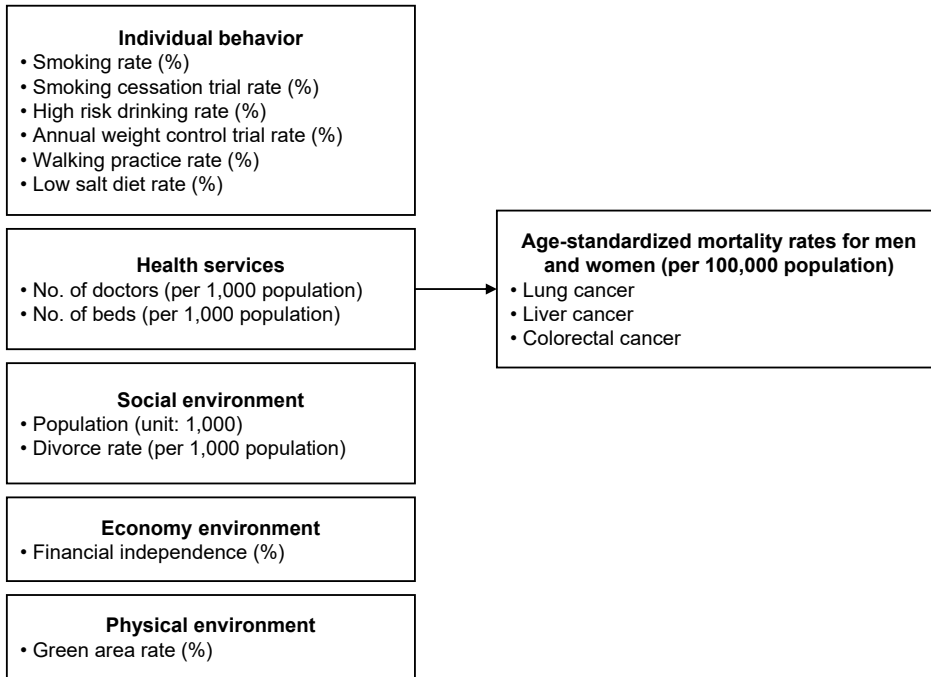 Individual behavior
• Smoking rate (%)
• Smoking cessation trial rate (%)
• High risk drinking rate (%)
• Annual weight control trial rate (%)
• Walking practice rate (%)
• Low salt diet rate (%)
Health services
• No. of doctors (per 1,000 population)
• No. of beds (per 1,000 population)
Social environment
• Population (unit: 1,000)
• Divorce rate (per 1,000 population)
Economy environment
• Financial independence (%)
Physical environment
• Green area rate (%)
Age-standardized mortality rates for men
and women (per 100,000 population)
• Lung cancer
• Liver cancer
• Colorectal cancer